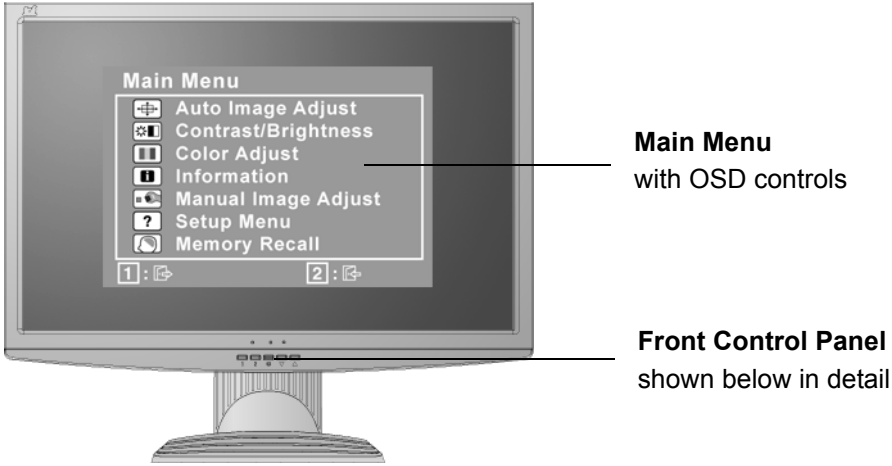 Main Menu
Auto Image Adjust
Contrast/Brightness
Color Adjust
Information
Manual Image Adjust
? Setup Menu
Memory Recall
1 : 2 :
Main Menu
with OSD controls
Front Control Panel
shown below in detail